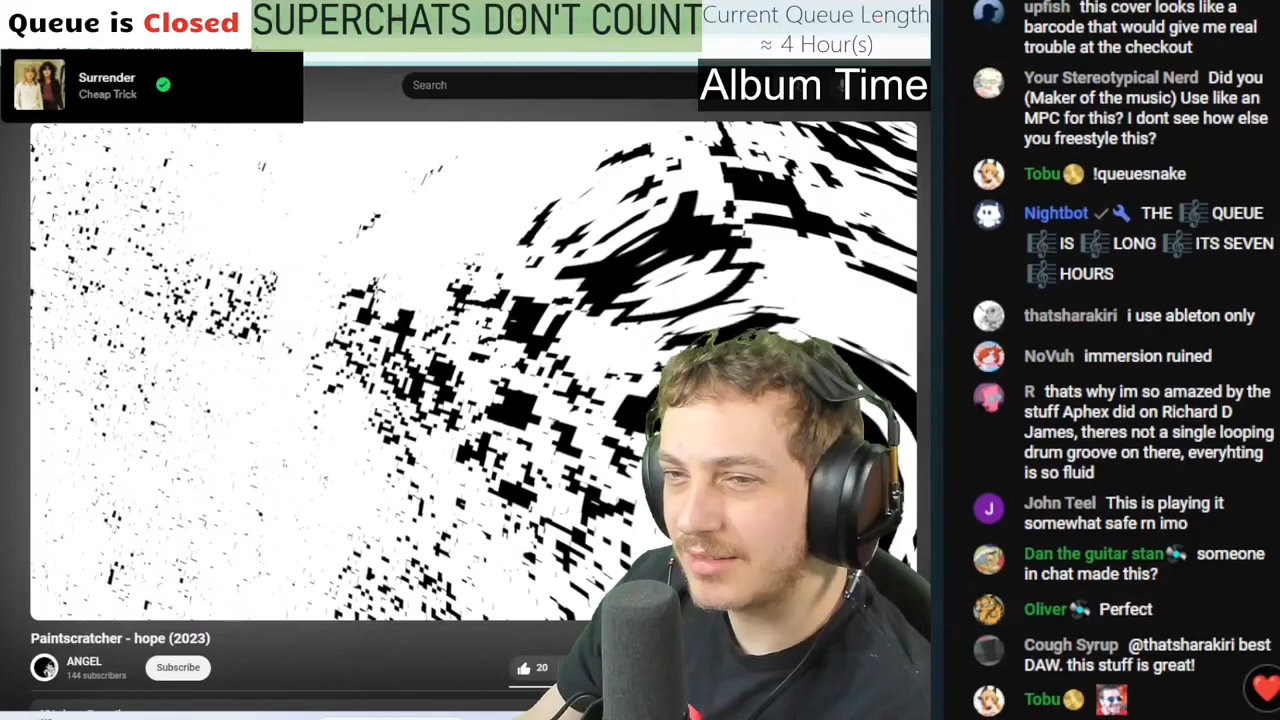 Queue is Closed
SUPERCHATS DON'T COUNT
Current Queue Length
≈ 4 Hour(s)
Album Time
Surrender
Cheap Trick
Search
Paintscratcher - hope (2023)
ANGEL
144 subscribers
Subscribe
20
upfish this cover looks like a
barcode that would give me real
trouble at the checkout
Your Stereotypical Nerd Did you
(Maker of the music) Use like an
MPC for this? I dont see how else
you freestyle this?
Tobu !queuesnake
Nightbot THE QUEUE
IS LONG ITS SEVEN
HOURS
thatsharakiri i use ableton only
NoVuh immersion ruined
R thats why im so amazed by the
stuff Aphex did on Richard D
James, theres not a single looping
drum groove on there, everyhting
is so fluid
J
John Teel This is playing it
somewhat safe rn imo
Dan the guitar stan someone
in chat made this?
Oliver Perfect
Cough Syrup @thatsharakiri best
DAW. this stuff is great!
Tobu